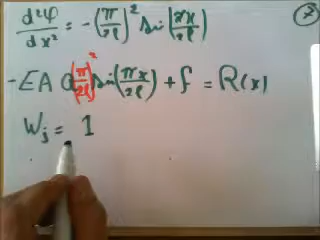 d²φ/dx² = -(π/2l)² sin(πx/2l)
-EA a(π/2l)² sin(πx/2l) + f = R(x)
Wj = 1